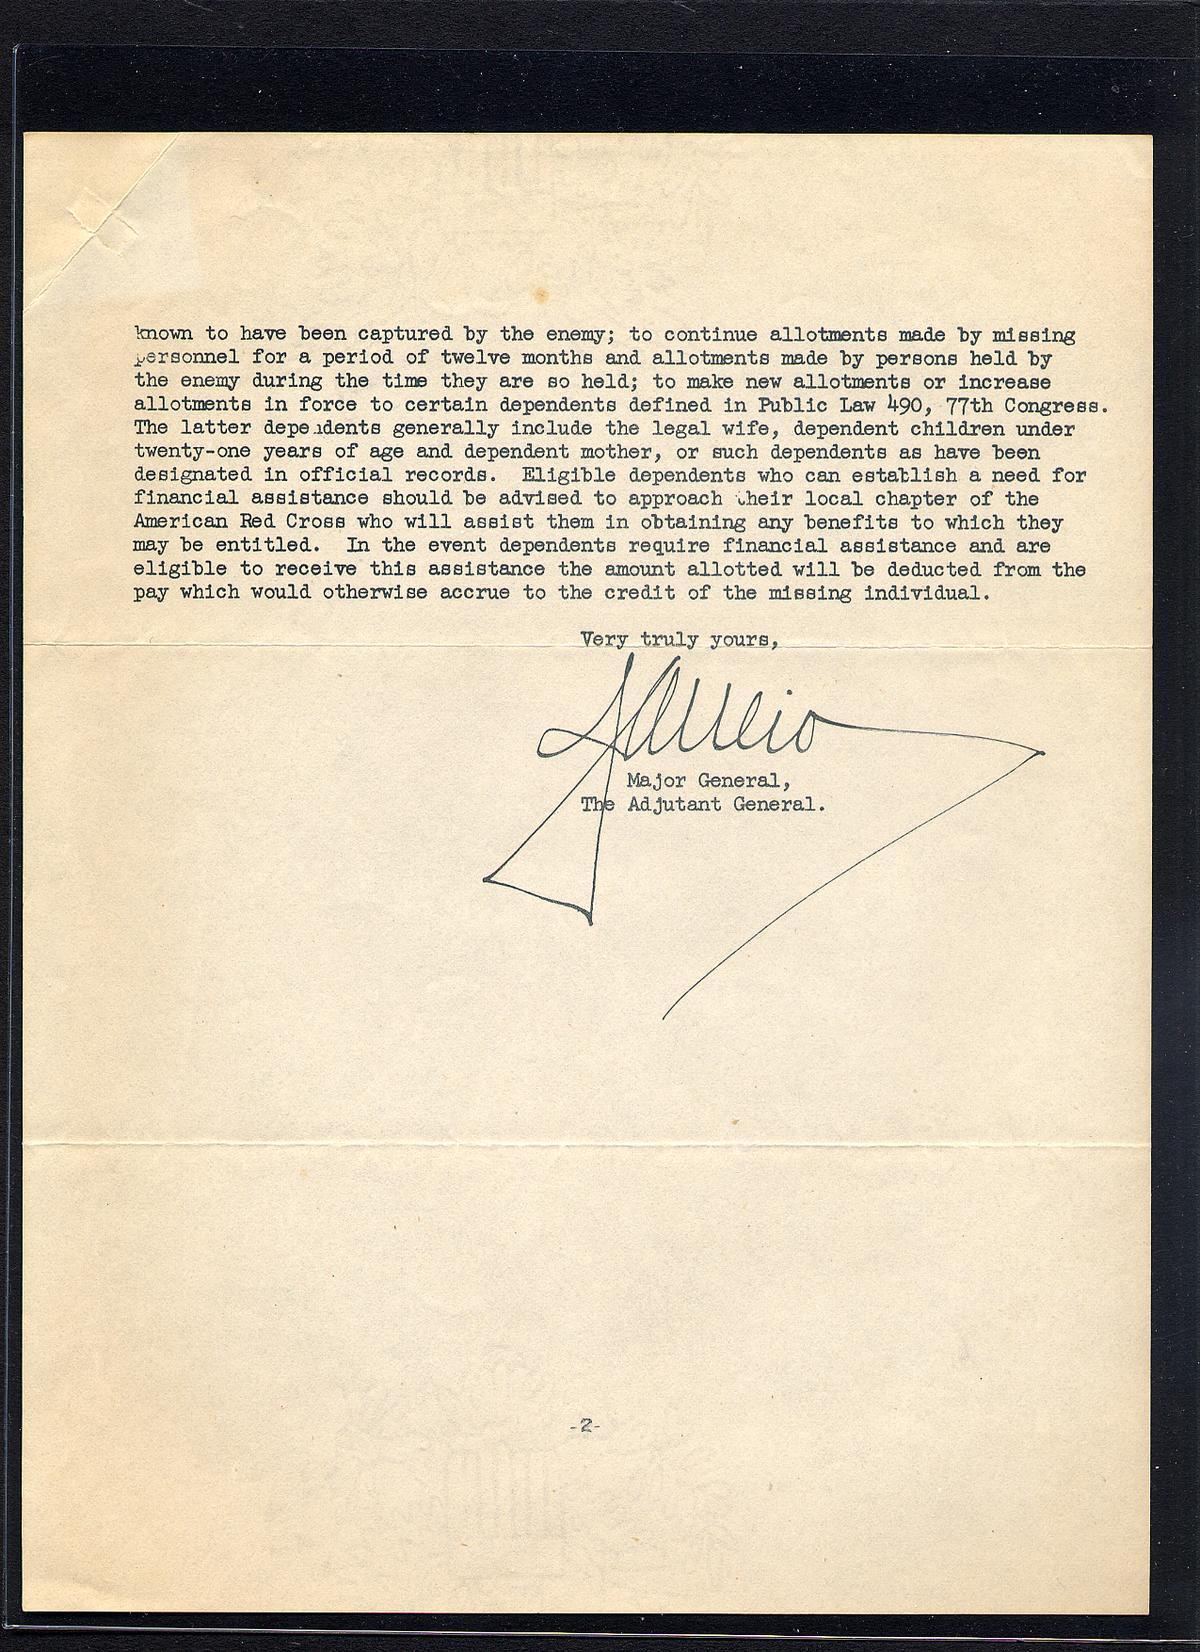 known to have been captured by the enemy; to continue allotments made by missing
personnel for a period of twelve months and allotments made by persons held by
the enemy during the time they are so held; to make new allotments or increase
allotments in force to certain dependents defined in Public Law 490, 77th Congress.
The latter dependents generally include the legal wife, dependent children under
twenty-one years of age and dependent mother, or such dependents as have been
designated in official records.  Eligible dependents who can establish a need for
financial assistance should be advised to approach their local chapter of the
American Red Cross who will assist them in obtaining any benefits to which they
may be entitled.  In the event dependents require financial assistance and are
eligible to receive this assistance the amount allotted will be deducted from the
pay which would otherwise accrue to the credit of the missing individual.
Very truly yours,
Major General,
The Adjutant General.
-2-